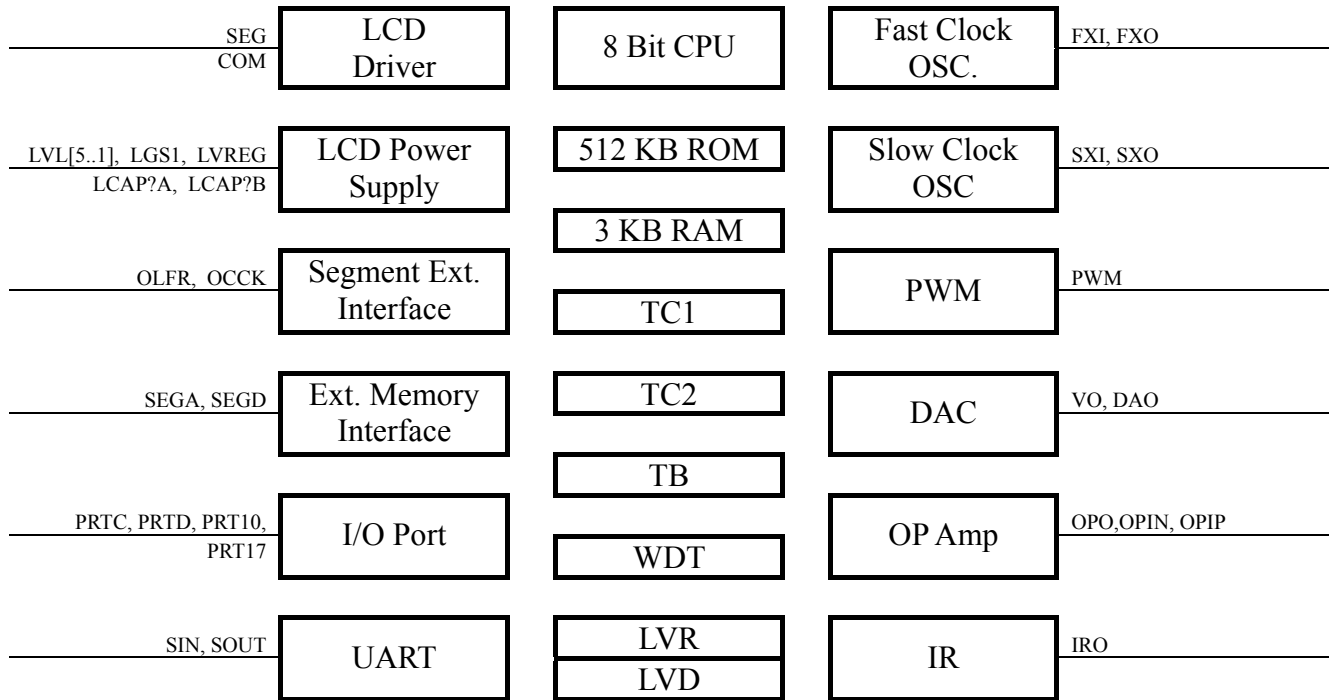 SEG
COM
LCD
Driver
8 Bit CPU
Fast Clock
OSC.
FXI, FXO
LVL[5..1], LGS1, LVREG
LCAP?A, LCAP?B
LCD Power
Supply
512 KB ROM
Slow Clock
OSC
SXI, SXO
3 KB RAM
OLFR, OCCK
Segment Ext.
Interface
TC1
PWM
PWM
SEGA, SEGD
Ext. Memory
Interface
TC2
DAC
VO, DAO
TB
PRTC, PRTD, PRT10,
PRT17
I/O Port
WDT
OP Amp
OPO,OPIN, OPIP
SIN, SOUT
UART
LVR
LVD
IR
IRO